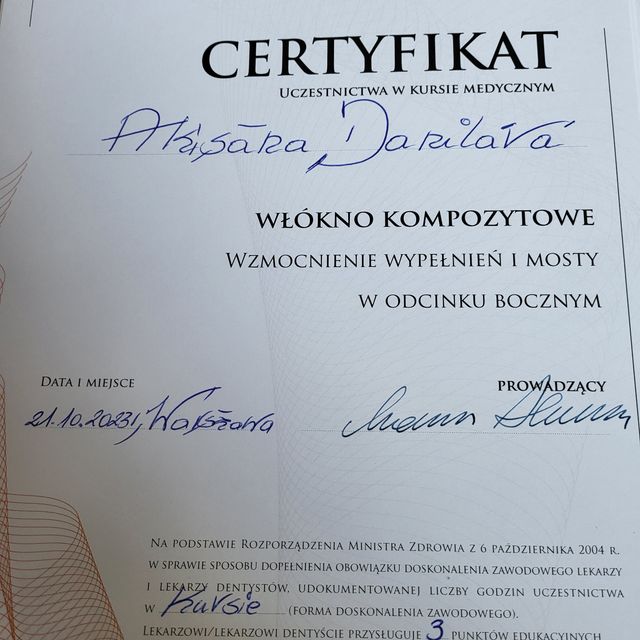 CERTYFIKAT
UCZESTNICTWA W KURSIE MEDYCZNYM
WŁÓKNO KOMPOZYTOWE
WZMOCNIENIE WYPEŁNIEŃ I MOSTY
W ODCINKU BOCZNYM
DATA I MIEJSCE
PROWADZĄCY
21.10.2023r, Warszawa
NA PODSTAWIE ROZPORZĄDZENIA MINISTRA ZDROWIA Z 6 PAŹDZIERNIKA 2004 R.
W SPRAWIE SPOSOBU DOPEŁNIENIA OBOWIĄZKU DOSKONALENIA ZAWODOWEGO LEKARZY
I LEKARZY DENTYSTÓW, UDOKUMENTOWANEJ LICZBY GODZIN UCZESTNICTWA
W Kursie (FORMA DOSKONALENIA ZAWODOWEGO).
LEKARZOWI/LEKARZOWI DENTYŚCIE PRZYSŁUGUJE 3 PUNKTÓW EDUKACYJNYCH